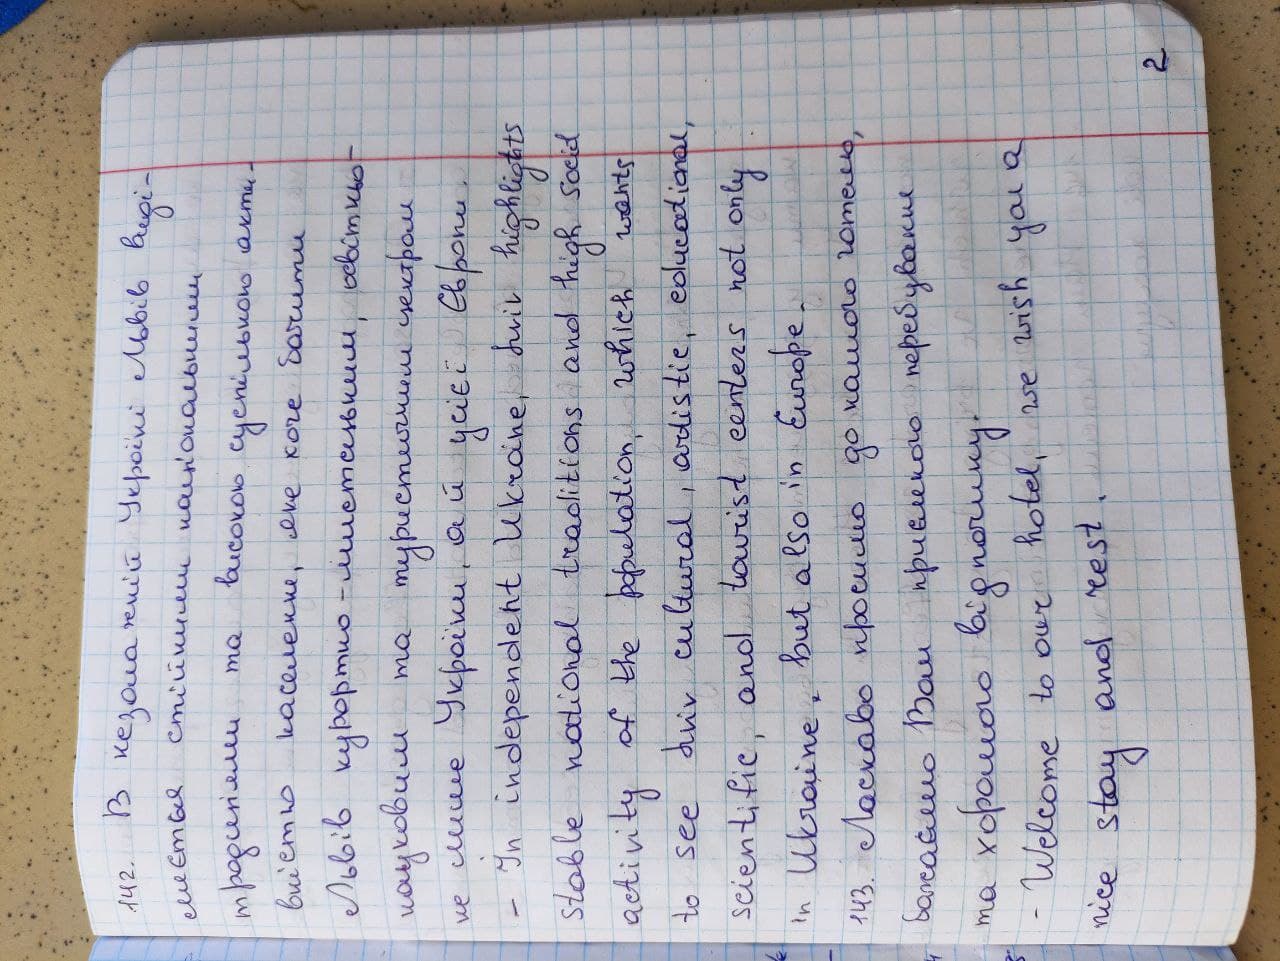 142. В незалежній Україні Львів виді-
ляється стійкими національними
традиціями та високою суспільною акти-
вністю населення, яке хоче бачити
Львів курортно-мистецьким, освітньо-
науковим та туристичним центром
не лише України, а й усієї Європи.
- In independent Ukraine, Lviv highlights
stable national traditions and high social
activity of the population, which wants
to see Lviv cultural, artistic, educational,
scientific, and tourist centers not only
in Ukraine, but also in Europe.
143. Ласкаво просимо до нашого готелю,
бажаємо Вам приємного перебування
та хорошого відпочинку.
- Welcome to our hotel, we wish you a
nice stay and rest.
2